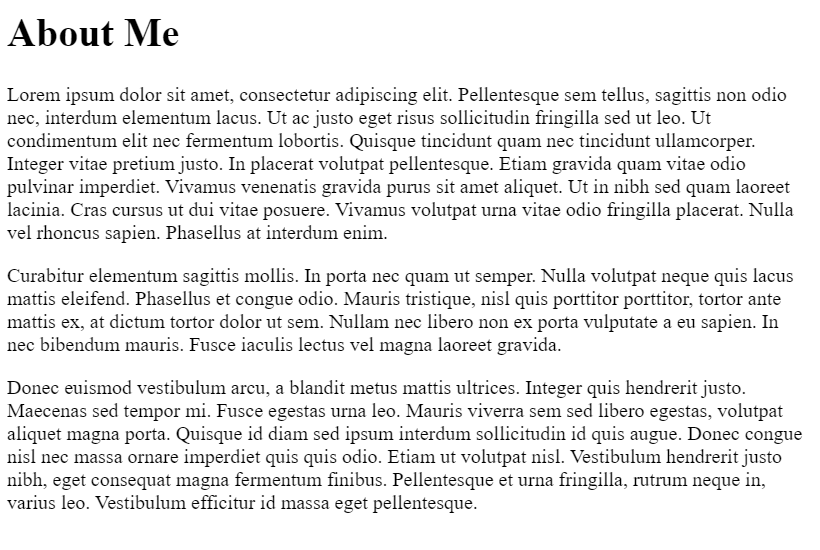 About Me
Lorem ipsum dolor sit amet, consectetur adipiscing elit. Pellentesque sem tellus, sagittis non odio
nec, interdum elementum lacus. Ut ac justo eget risus sollicitudin fringilla sed ut leo. Ut
condimentum elit nec fermentum lobortis. Quisque tincidunt quam nec tincidunt ullamcorper.
Integer vitae pretium justo. In placerat volutpat pellentesque. Etiam gravida quam vitae odio
pulvinar imperdiet. Vivamus venenatis gravida purus sit amet aliquet. Ut in nibh sed quam laoreet
lacinia. Cras cursus ut dui vitae posuere. Vivamus volutpat urna vitae odio fringilla placerat. Nulla
vel rhoncus sapien. Phasellus at interdum enim.
Curabitur elementum sagittis mollis. In porta nec quam ut semper. Nulla volutpat neque quis lacus
mattis eleifend. Phasellus et congue odio. Mauris tristique, nisl quis porttitor porttitor, tortor ante
mattis ex, at dictum tortor dolor ut sem. Nullam nec libero non ex porta vulputate a eu sapien. In
nec bibendum mauris. Fusce iaculis lectus vel magna laoreet gravida.
Donec euismod vestibulum arcu, a blandit metus mattis ultrices. Integer quis hendrerit justo.
Maecenas sed tempor mi. Fusce egestas urna leo. Mauris viverra sem sed libero egestas, volutpat
aliquet magna porta. Quisque id diam sed ipsum interdum sollicitudin id quis augue. Donec congue
nisl nec massa ornare imperdiet quis quis odio. Etiam ut volutpat nisl. Vestibulum hendrerit justo
nibh, eget consequat magna fermentum finibus. Pellentesque et urna fringilla, rutrum neque in,
varius leo. Vestibulum efficitur id massa eget pellentesque.